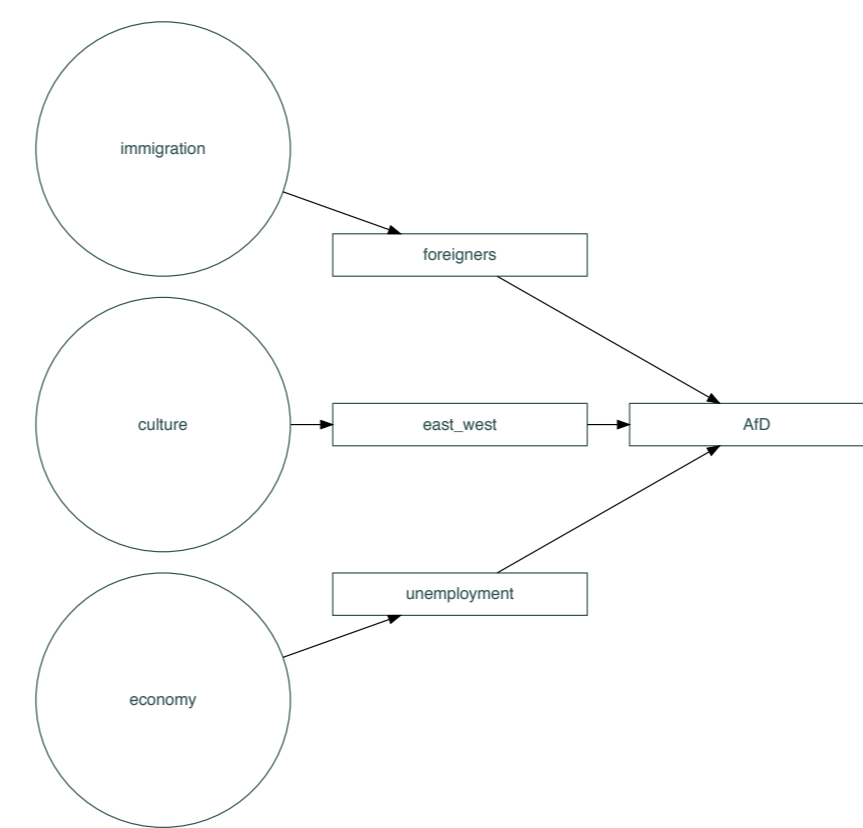 immigration
foreigners
culture
east_west
AfD
unemployment
economy